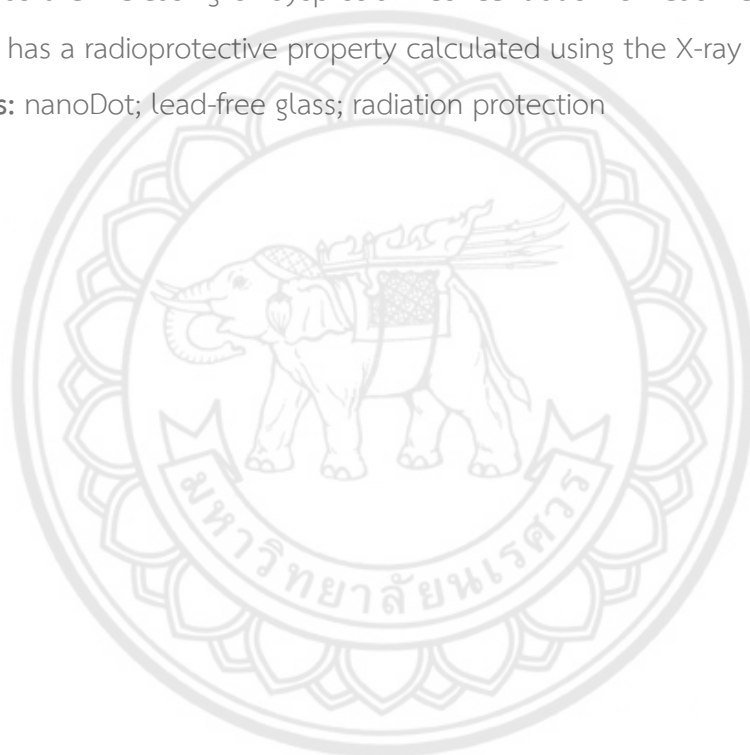 has a radioprotective property calculated using the X-ray
s: nanoDot; lead-free glass; radiation protection
มหาวิทยาลัยนเรศวร